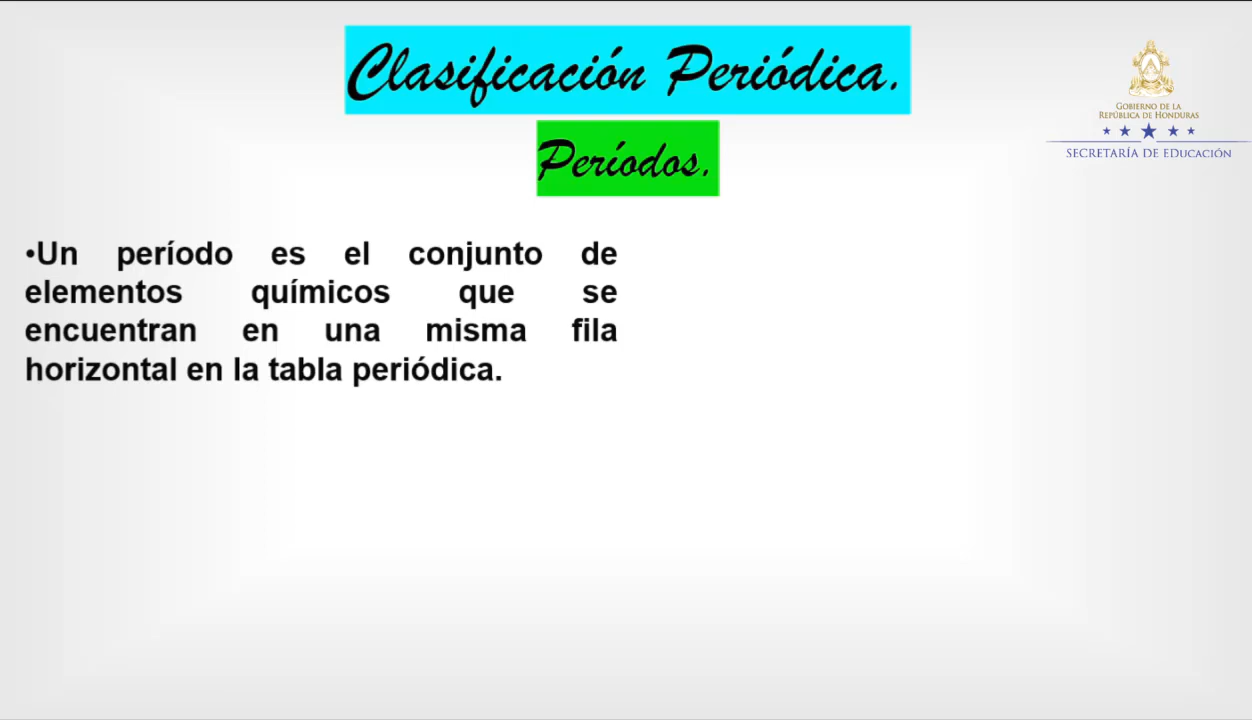 Clasificación Periódica.
Períodos.
GOBIERNO DE LA
REPÚBLICA DE HONDURAS
SECRETARÍA DE EDUCACIÓN
•Un período es el conjunto de
elementos químicos que se
encuentran en una misma fila
horizontal en la tabla periódica.